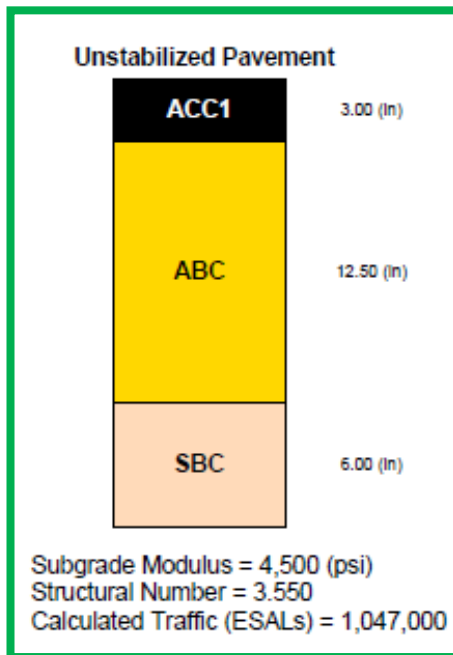 Unstabilized Pavement
ACC1 3.00 (in)
ABC 12.50 (in)
SBC 6.00 (in)
Subgrade Modulus = 4,500 (psi)
Structural Number = 3.550
Calculated Traffic (ESALs) = 1,047,000